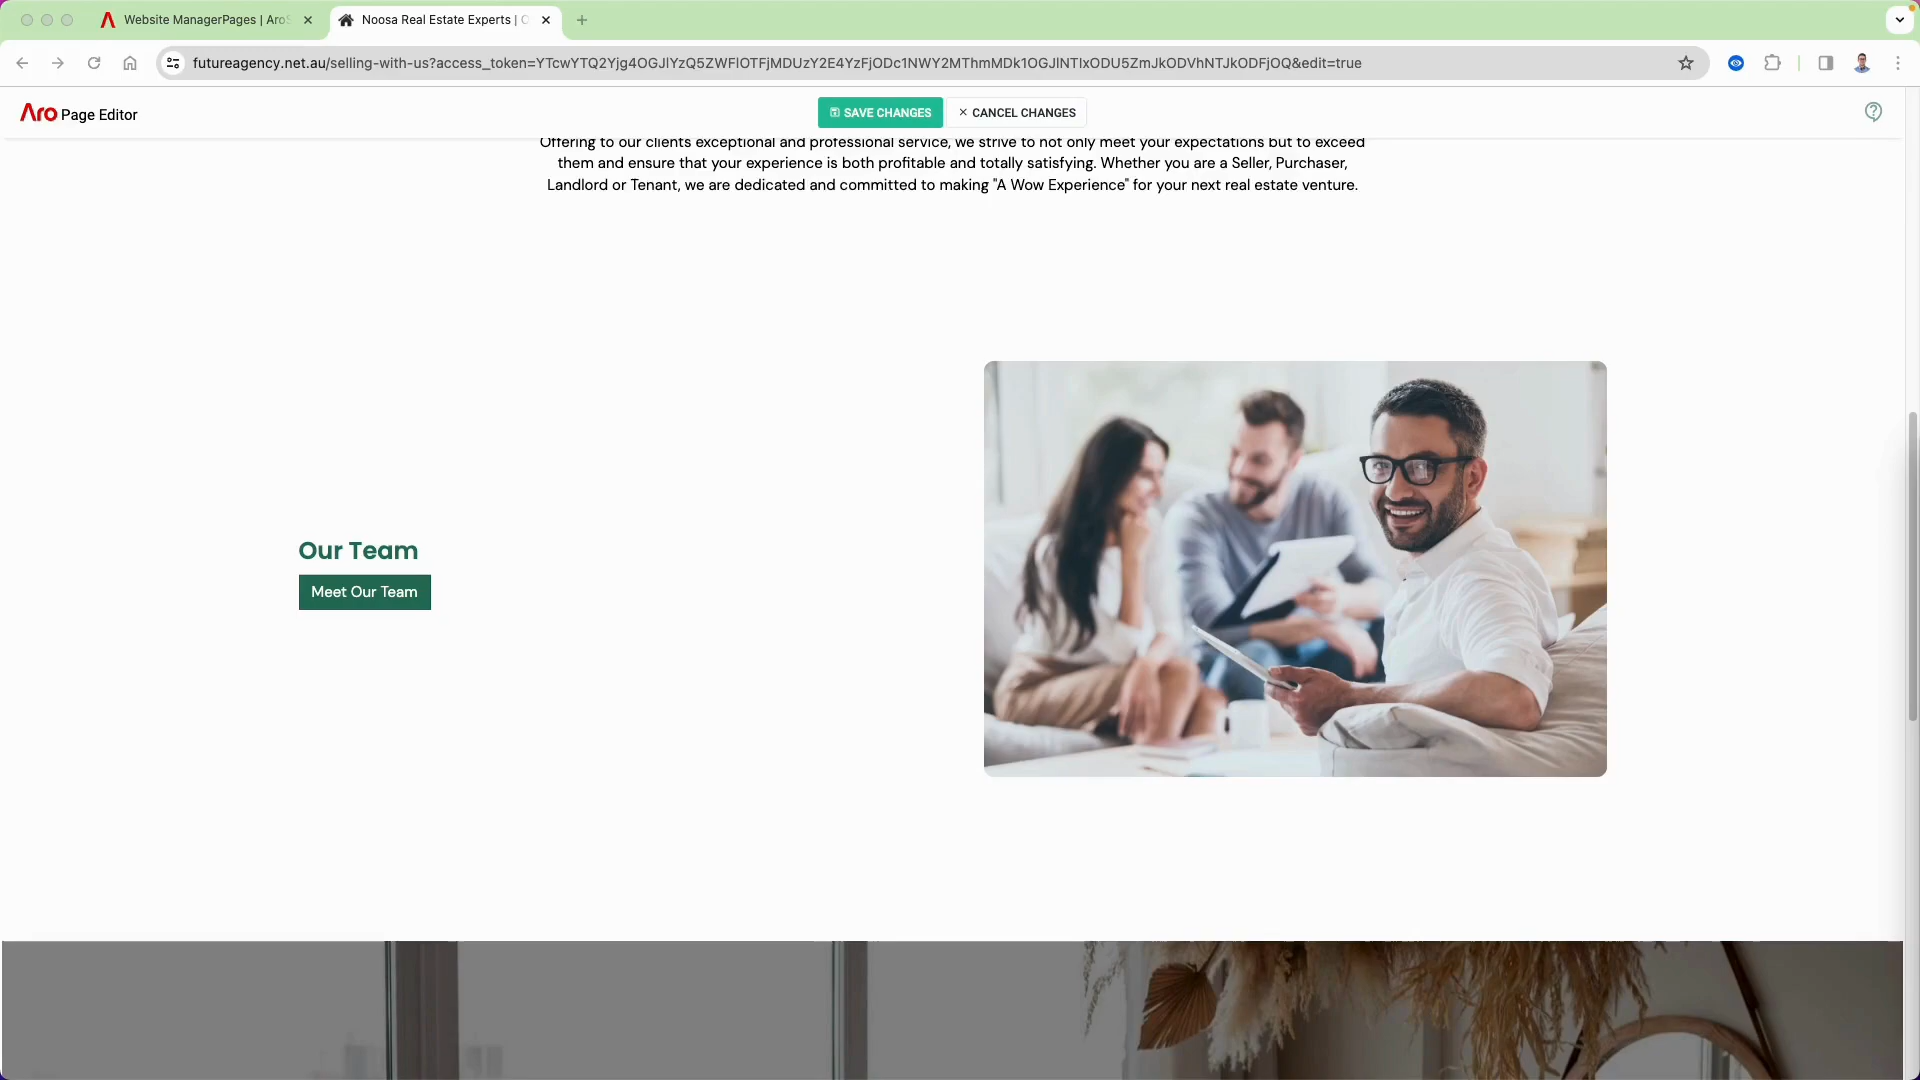 Website ManagerPages | Aro
Noosa Real Estate Experts |
futureagency.net.au/selling-with-us?access_token=YTcwYTQ2Yjg4OGJlYzQ5ZWFlOTFjMDUzY2E4YzFjODc1NWY2MThmMDk1OGJlNTIxODU5ZmJkODVhNTJkODFjOQ&edit=true
Aro Page Editor
SAVE CHANGES
CANCEL CHANGES
Offering to our clients exceptional and professional service, we strive to not only meet your expectations but to exceed
them and ensure that your experience is both profitable and totally satisfying. Whether you are a Seller, Purchaser,
Landlord or Tenant, we are dedicated and committed to making "A Wow Experience" for your next real estate venture.
Our Team
Meet Our Team